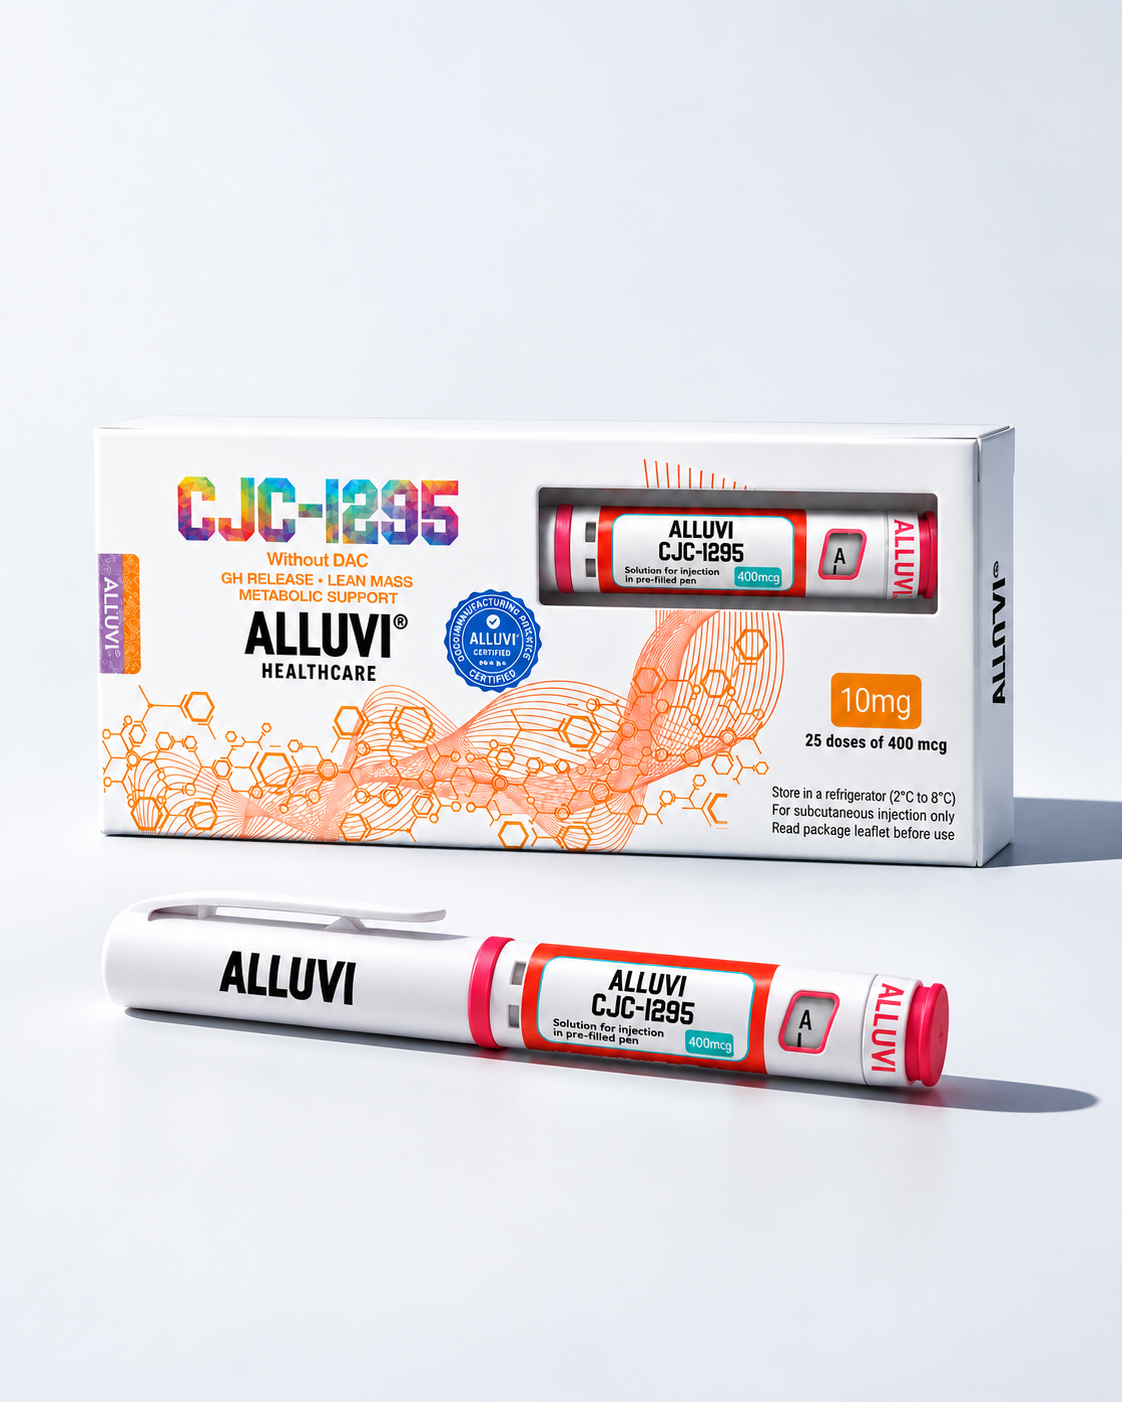 CJC-1295
Without DAC
GH RELEASE • LEAN MASS
METABOLIC SUPPORT
ALLUVI®
HEALTHCARE
ALLUVI
ALLUVI
CERTIFIED
CERTIFIED
ALLUVI
CJC-1295
Solution for injection
in pre-filled pen
400mcg
A
ALLUVI
10mg
25 doses of 400 mcg
Store in a refrigerator (2°C to 8°C)
For subcutaneous injection only
Read package leaflet before use
ALLUVI®
ALLUVI
ALLUVI
CJC-1295
Solution for injection
in pre-filled pen
400mcg
A
ALLUVI